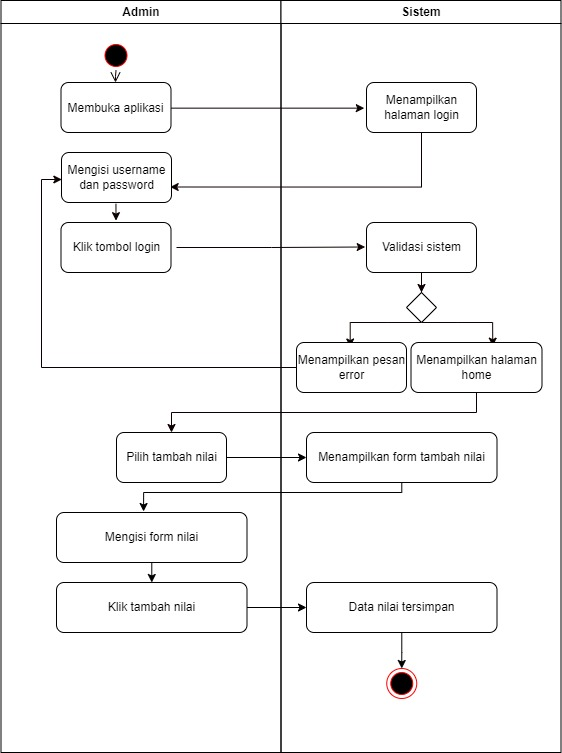 Admin
Sistem
Membuka aplikasi
Menampilkan
halaman login
Mengisi username
dan password
Klik tombol login
Validasi sistem
Menampilkan pesan
error
Menampilkan halaman
home
Pilih tambah nilai
Menampilkan form tambah nilai
Mengisi form nilai
Klik tambah nilai
Data nilai tersimpan